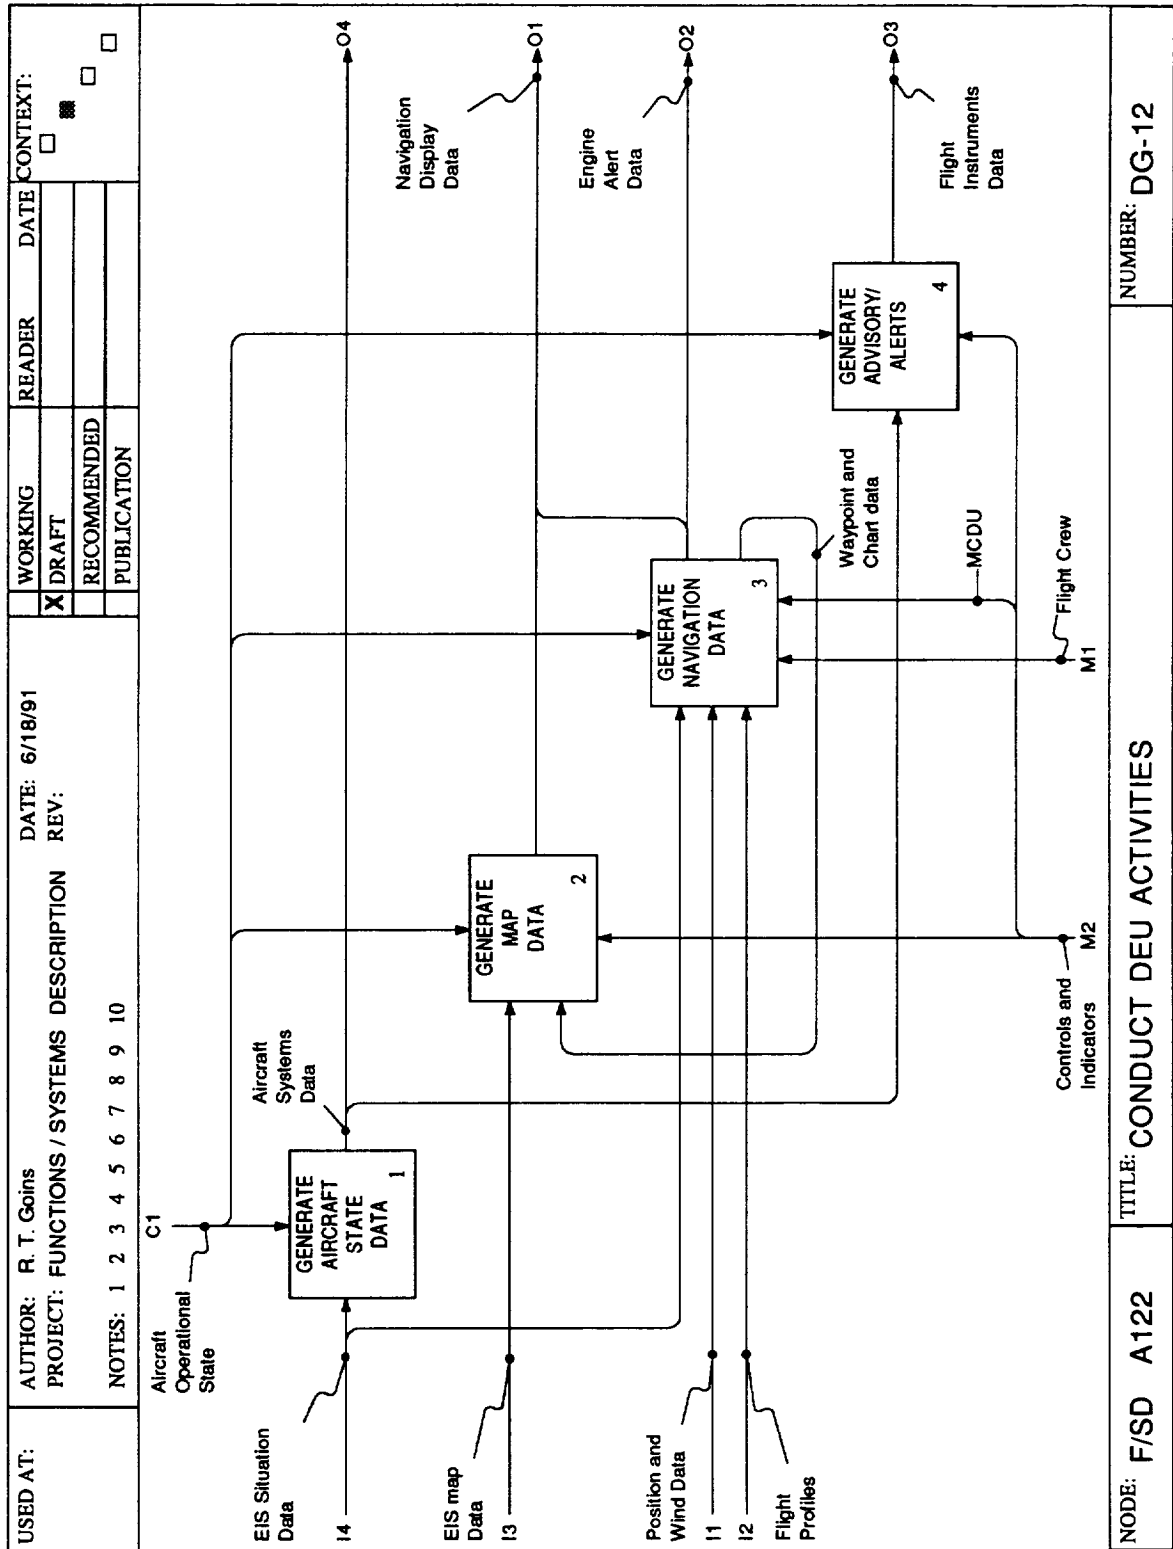 USED AT:
AUTHOR: R. T. Goins
DATE: 6/18/91
PROJECT: FUNCTIONS / SYSTEMS DESCRIPTION
REV:
NOTES: 1 2 3 4 5 6 7 8 9 10
WORKING
X DRAFT
RECOMMENDED
PUBLICATION
READER
DATE
CONTEXT:
C1
Aircraft
Operational
State
EIS Situation
Data
I4
GENERATE
AIRCRAFT
STATE
DATA
1
Aircraft
Systems
Data
O4
EIS map
Data
I3
GENERATE
MAP
DATA
2
Navigation
Display
Data
O1
Position and
Wind Data
I1
I2
Flight
Profiles
GENERATE
NAVIGATION
DATA
3
Engine
Alert
Data
O2
Waypoint and
Chart data
GENERATE
ADVISORY/
ALERTS
4
Flight
Instruments
Data
O3
MCDU
Flight Crew
M1
Controls and
Indicators
M2
NODE: F/SD A122
TITLE: CONDUCT DEU ACTIVITIES
NUMBER: DG-12